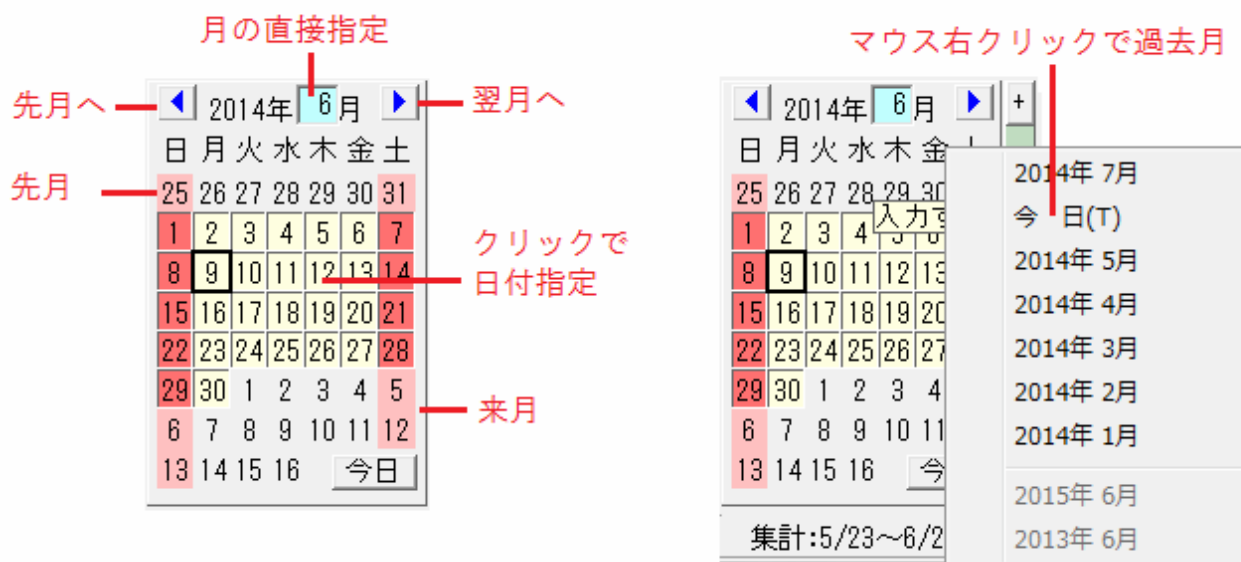 月の直接指定
先月へ
2014年 6月
翌月へ
日 月 火 水 木 金 土
先月
25 26 27 28 29 30 31
1 2 3 4 5 6 7
8 9 10 11 12 13 14
クリックで
日付指定
15 16 17 18 19 20 21
22 23 24 25 26 27 28
29 30 1 2 3 4 5
来月
6 7 8 9 10 11 12
13 14 15 16 今日
マウス右クリックで過去月
2014年 6月 +
日 月 火 水 木 金
25 26 27 28 29 30
入力す
1 2 3 4 5 6
8 9 10 11 12 13
15 16 17 18 19 20
22 23 24 25 26 27
29 30 1 2 3 4
6 7 8 9 10 11
13 14 15 16 今
集計:5/23～6/2
2014年 7月
今 日(T)
2014年 5月
2014年 4月
2014年 3月
2014年 2月
2014年 1月
2015年 6月
2013年 6月